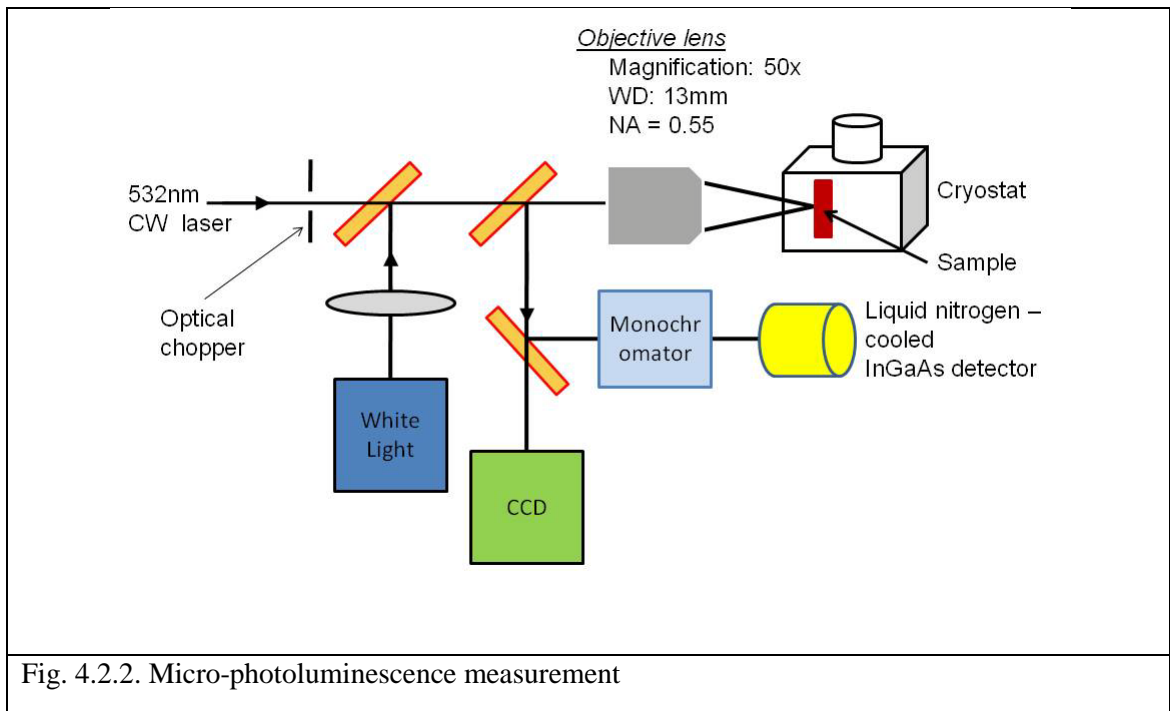 Objective lens
Magnification: 50x
WD: 13mm
NA = 0.55
532nm
CW laser
Optical
chopper
Cryostat
Sample
Monochr
omator
Liquid nitrogen –
cooled
InGaAs detector
White
Light
CCD
Fig. 4.2.2. Micro-photoluminescence measurement